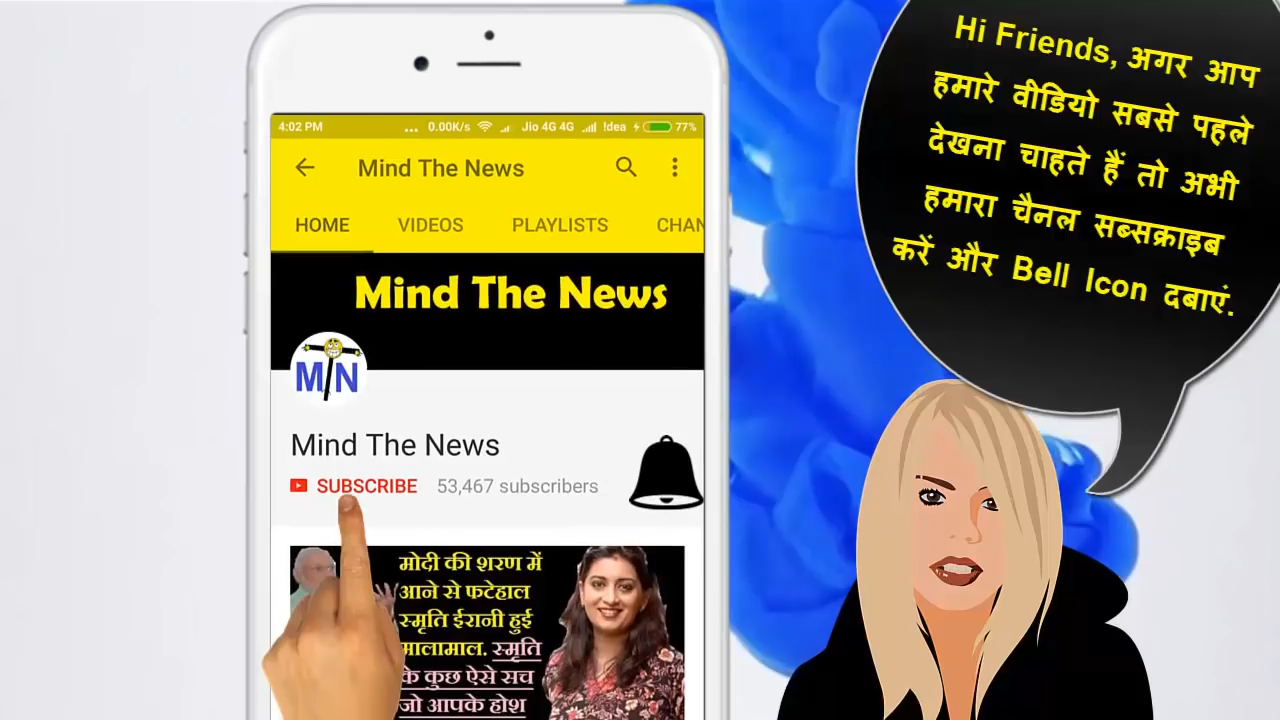 Hi Friends, अगर आप
हमारे वीडियो सबसे पहले
देखना चाहते हैं तो अभी
हमारा चैनल सब्सक्राइब
करें और Bell Icon दबाएं.
4:02 PM ... 0.00K/s Jio 4G 4G !dea 77%
Mind The News
HOME VIDEOS PLAYLISTS CHAN
Mind The News
MTN
Mind The News
SUBSCRIBE 53,467 subscribers
मोदी की शरण में
आने से फटेहाल
स्मृति ईरानी हुई
मालामाल. स्मृति
के कुछ ऐसे सच
जो आपके होश